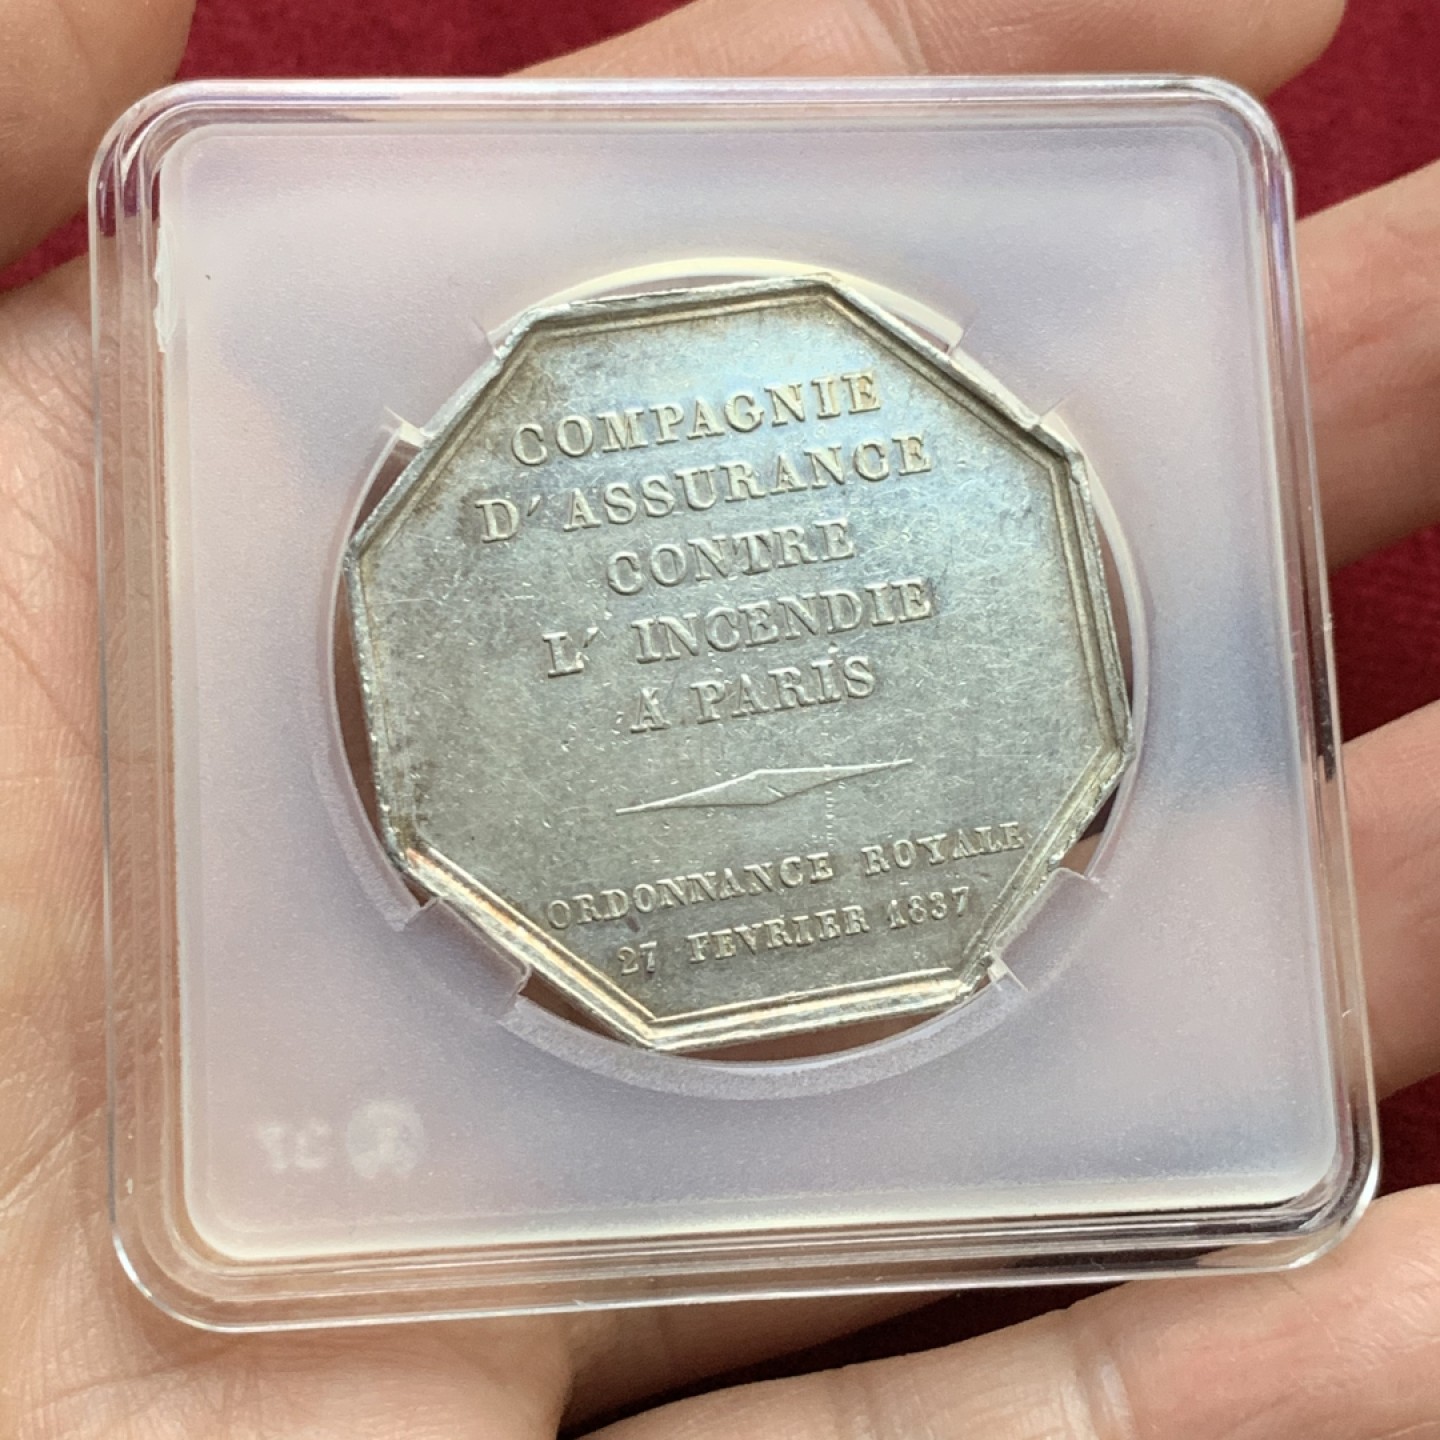 COMPAGNIE
D'ASSURANCE
CONTRE
L'INCENDIE
A PARIS
ORDONNANCE ROYALE
27 FEVRIER 1837